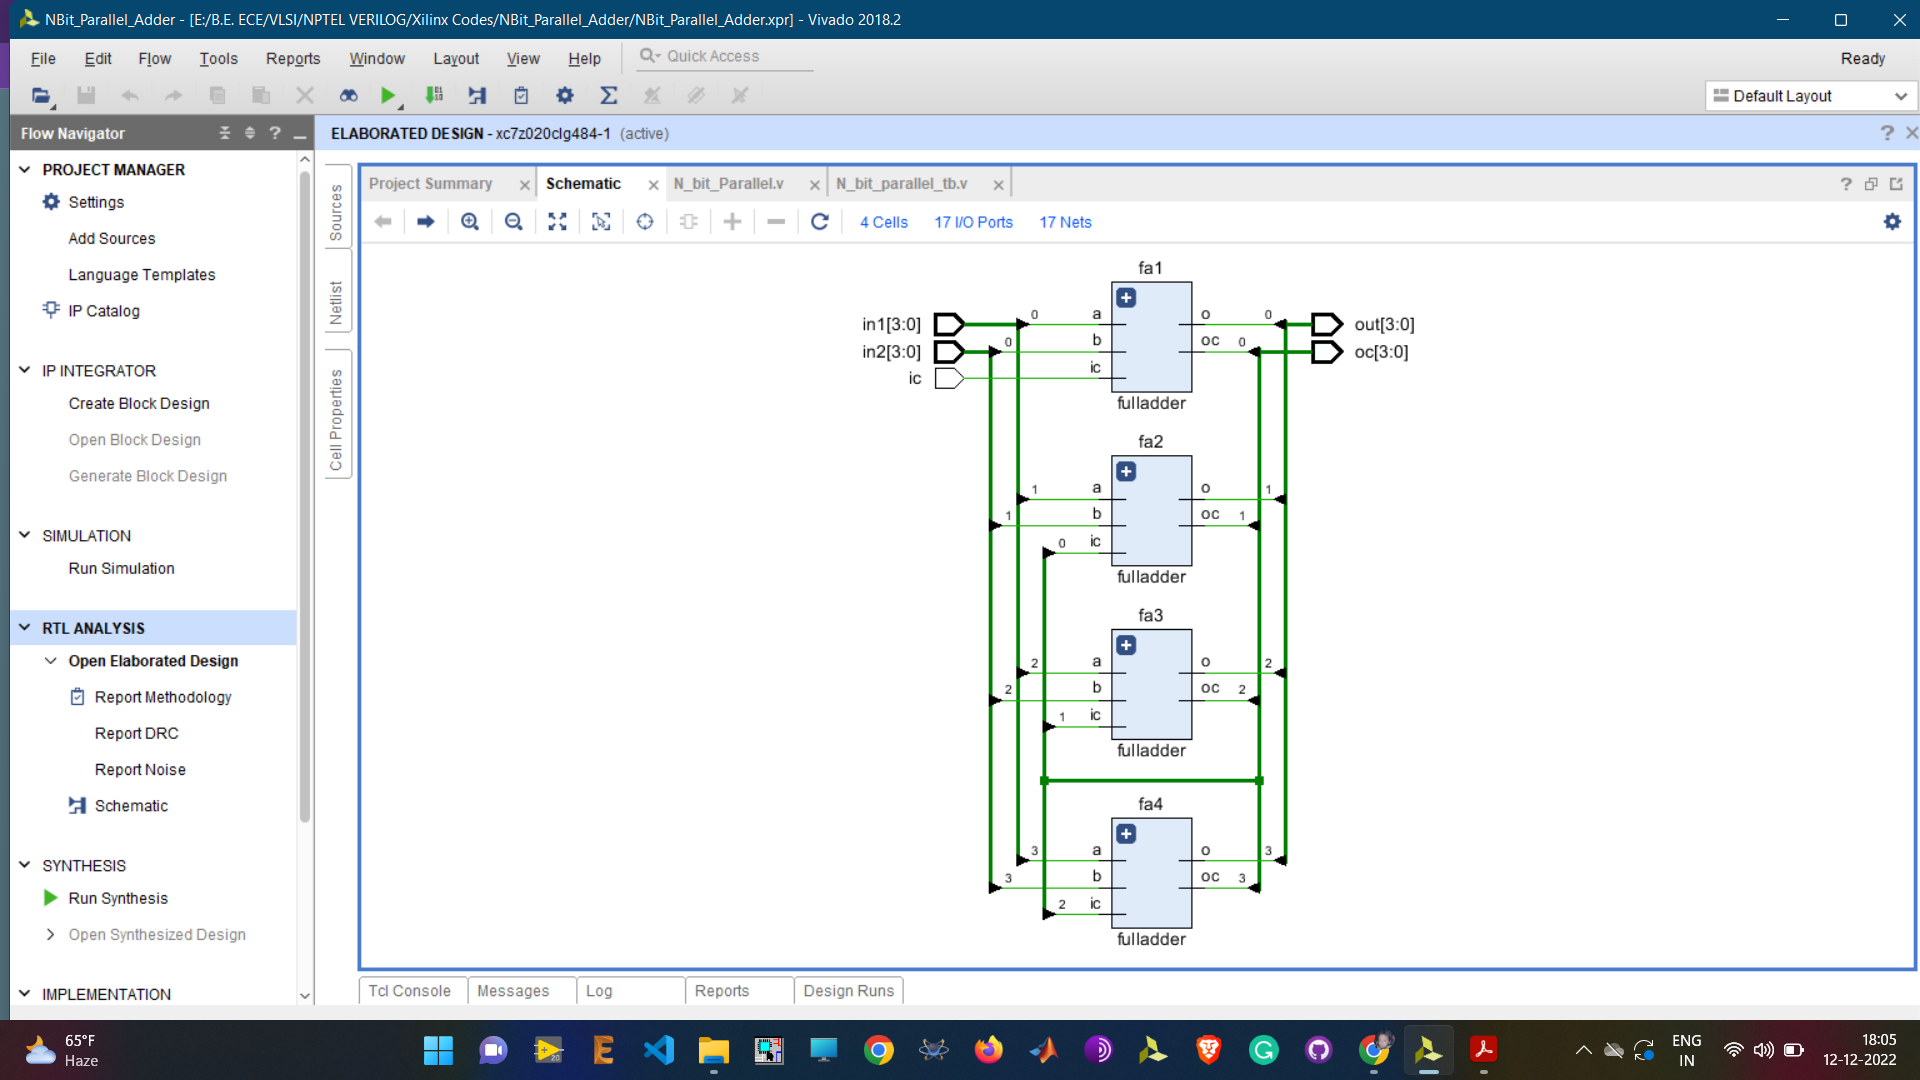 NBit_Parallel_Adder - [E:/B.E. ECE/VLSI/NPTEL VERILOG/Xilinx Codes/NBit_Parallel_Adder/NBit_Parallel_Adder.xpr] - Vivado 2018.2
File Edit Flow Tools Reports Window Layout View Help Quick Access Ready
Default Layout
Flow Navigator
ELABORATED DESIGN - xc7z020clg484-1 (active)
PROJECT MANAGER
Settings
Add Sources
Language Templates
IP Catalog
IP INTEGRATOR
Create Block Design
Open Block Design
Generate Block Design
SIMULATION
Run Simulation
RTL ANALYSIS
Open Elaborated Design
Report Methodology
Report DRC
Report Noise
Schematic
SYNTHESIS
Run Synthesis
Open Synthesized Design
IMPLEMENTATION
Sources
Netlist
Cell Properties
Project Summary Schematic N_bit_Parallel.v N_bit_parallel_tb.v
4 Cells 17 I/O Ports 17 Nets
fa1
in1[3:0] 0 a o 0 out[3:0]
in2[3:0] 0 b oc 0 oc[3:0]
ic ic
fulladder
fa2
1 a o 1
1 b oc 1
0 ic
fulladder
fa3
2 a o 2
2 b oc 2
1 ic
fulladder
fa4
3 a o 3
3 b oc 3
2 ic
fulladder
Tcl Console Messages Log Reports Design Runs
65°F
Haze
ENG
IN
18:05
12-12-2022